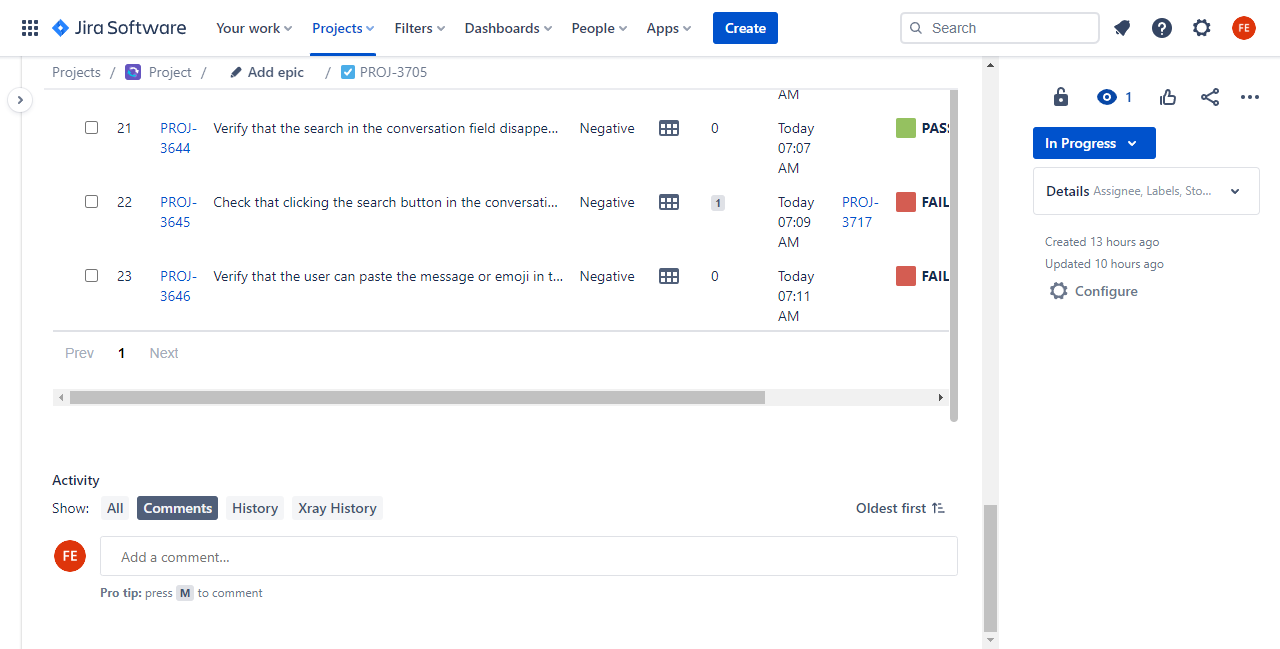 Jira Software Your work Projects Filters Dashboards People Apps Create Search FE
Projects / Project / Add epic / PROJ-3705
1
AM
21 PROJ-3644 Verify that the search in the conversation field disappe... Negative 0 Today 07:07 AM PASS
In Progress
22 PROJ-3645 Check that clicking the search button in the conversati... Negative 1 Today 07:09 AM PROJ-3717 FAIL
Details Assignee, Labels, Sto...
Created 13 hours ago
Updated 10 hours ago
23 PROJ-3646 Verify that the user can paste the message or emoji in t... Negative 0 Today 07:11 AM FAIL
Configure
Prev 1 Next
Activity
Show: All Comments History Xray History Oldest first
FE Add a comment...
Pro tip: press M to comment